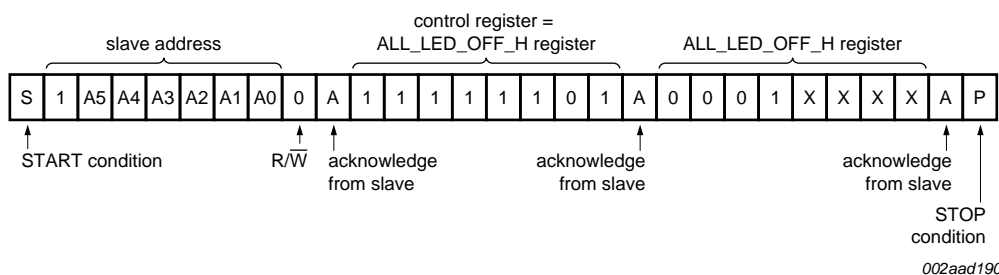 control register =
slave address ALL_LED_OFF_H register ALL_LED_OFF_H register
S 1 A5 A4 A3 A2 A1 A0 0 A 1 1 1 1 1 1 0 1 A 0 0 0 1 X X X X A P
START condition R/W̅ acknowledge acknowledge acknowledge
from slave from slave from slave
STOP
condition
002aad190